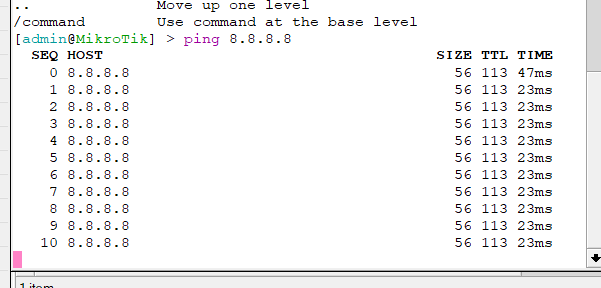 ..               Move up one level
/command         Use command at the base level
[admin@MikroTik] > ping 8.8.8.8
  SEQ HOST                                     SIZE TTL TIME
    0 8.8.8.8                                    56 113 47ms
    1 8.8.8.8                                    56 113 23ms
    2 8.8.8.8                                    56 113 23ms
    3 8.8.8.8                                    56 113 23ms
    4 8.8.8.8                                    56 113 23ms
    5 8.8.8.8                                    56 113 23ms
    6 8.8.8.8                                    56 113 23ms
    7 8.8.8.8                                    56 113 23ms
    8 8.8.8.8                                    56 113 23ms
    9 8.8.8.8                                    56 113 23ms
   10 8.8.8.8                                    56 113 23ms
1 item